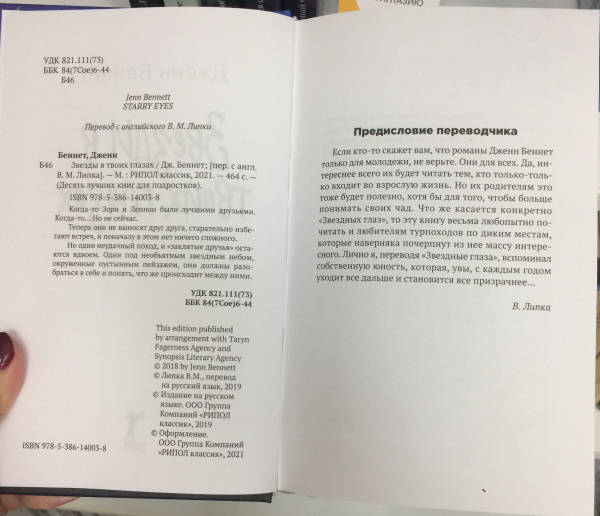 УДК 821.111(73)
ББК 84(7Сое)6-44
Б46
Jenn Bennett
STARRY EYES
Перевод с английского В. М. Липки
Беннет, Дженн
Б46 Звезды в твоих глазах / Дж. Беннет; [пер. с англ.
В. М. Липка]. — М. : РИПОЛ классик, 2021. — 464 с. —
(Десять лучших книг для подростков).
ISBN 978-5-386-14003-8
Когда-то Зори и Леннон были лучшими друзьями.
Когда-то... Но не сейчас.
Теперь они не выносят друг друга, старательно избе-
гают встреч, и поначалу в этом нет ничего сложного.
Но один неудачный поход, и «заклятые друзья» оста-
ются вдвоем. Одни под необъятным звездным небом,
окруженные пустынным пейзажем, они должны разо-
браться в себе и понять, что же происходит между ними.
УДК 821.111(73)
ББК 84(7Сое)6-44
This edition published
by arrangement with Taryn
Fagerness Agency and
Synopsis Literary Agency
© 2018 by Jenn Bennett
© Липка В.М., перевод
на русский язык, 2019
© Издание на русском
языке. ООО Группа
Компаний «РИПОЛ
классик», 2019
© Оформление.
ООО Группа Компаний
«РИПОЛ классик», 2021
ISBN 978-5-386-14003-8
Предисловие переводчика
Если кто-то скажет вам, что романы Дженн Беннет
только для молодежи, не верьте. Они для всех. Да, ин-
тереснее всего их будет читать тем, кто только-только
во входит во взрослую жизнь. Но их родителям это
тоже будет полезно, хотя бы для того, чтобы больше
понимать своих чад. Что же касается конкретно
«Звездных глаз», то эту книгу весьма любопытно по-
читать и любителям турпоходов по диким местам,
которые наверняка почерпнут из нее массу интерес-
ного. Лично я, переводя «Звездные глаза», вспоминал
собственную юность, которая, увы, с каждым годом
уходит все дальше и становится все призрачнее...
В. Липка